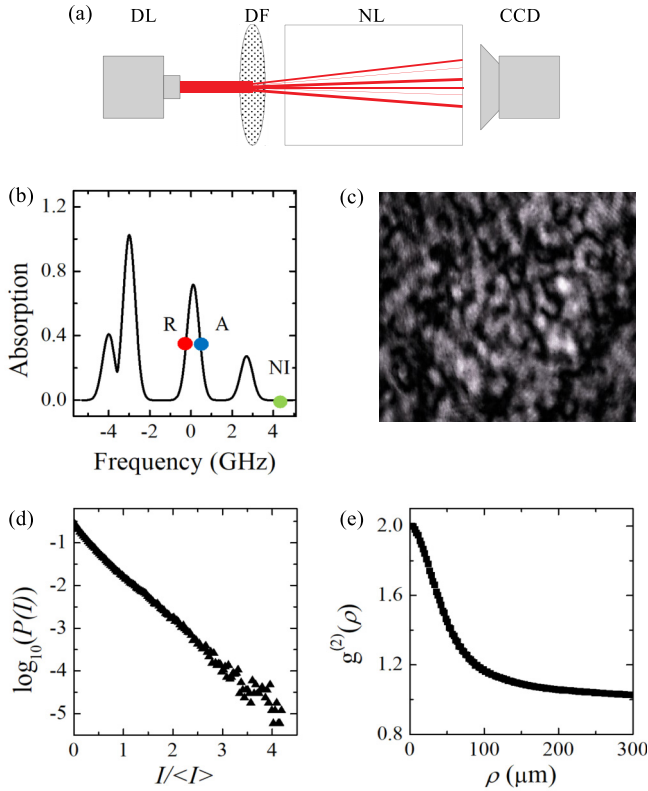 (a) DL DF NL CCD
(b) (c)
1.2
0.8
0.4
0.0
Absorption
R A
NI
-4 -2 0 2 4
Frequency (GHz)
(d) (e)
-1
-2
-3
-4
-5
log₁₀(P(I))
0 1 2 3 4
I/<I>
2.0
1.6
1.2
0.8
g⁽²⁾(ρ)
0 100 200 300
ρ (μm)